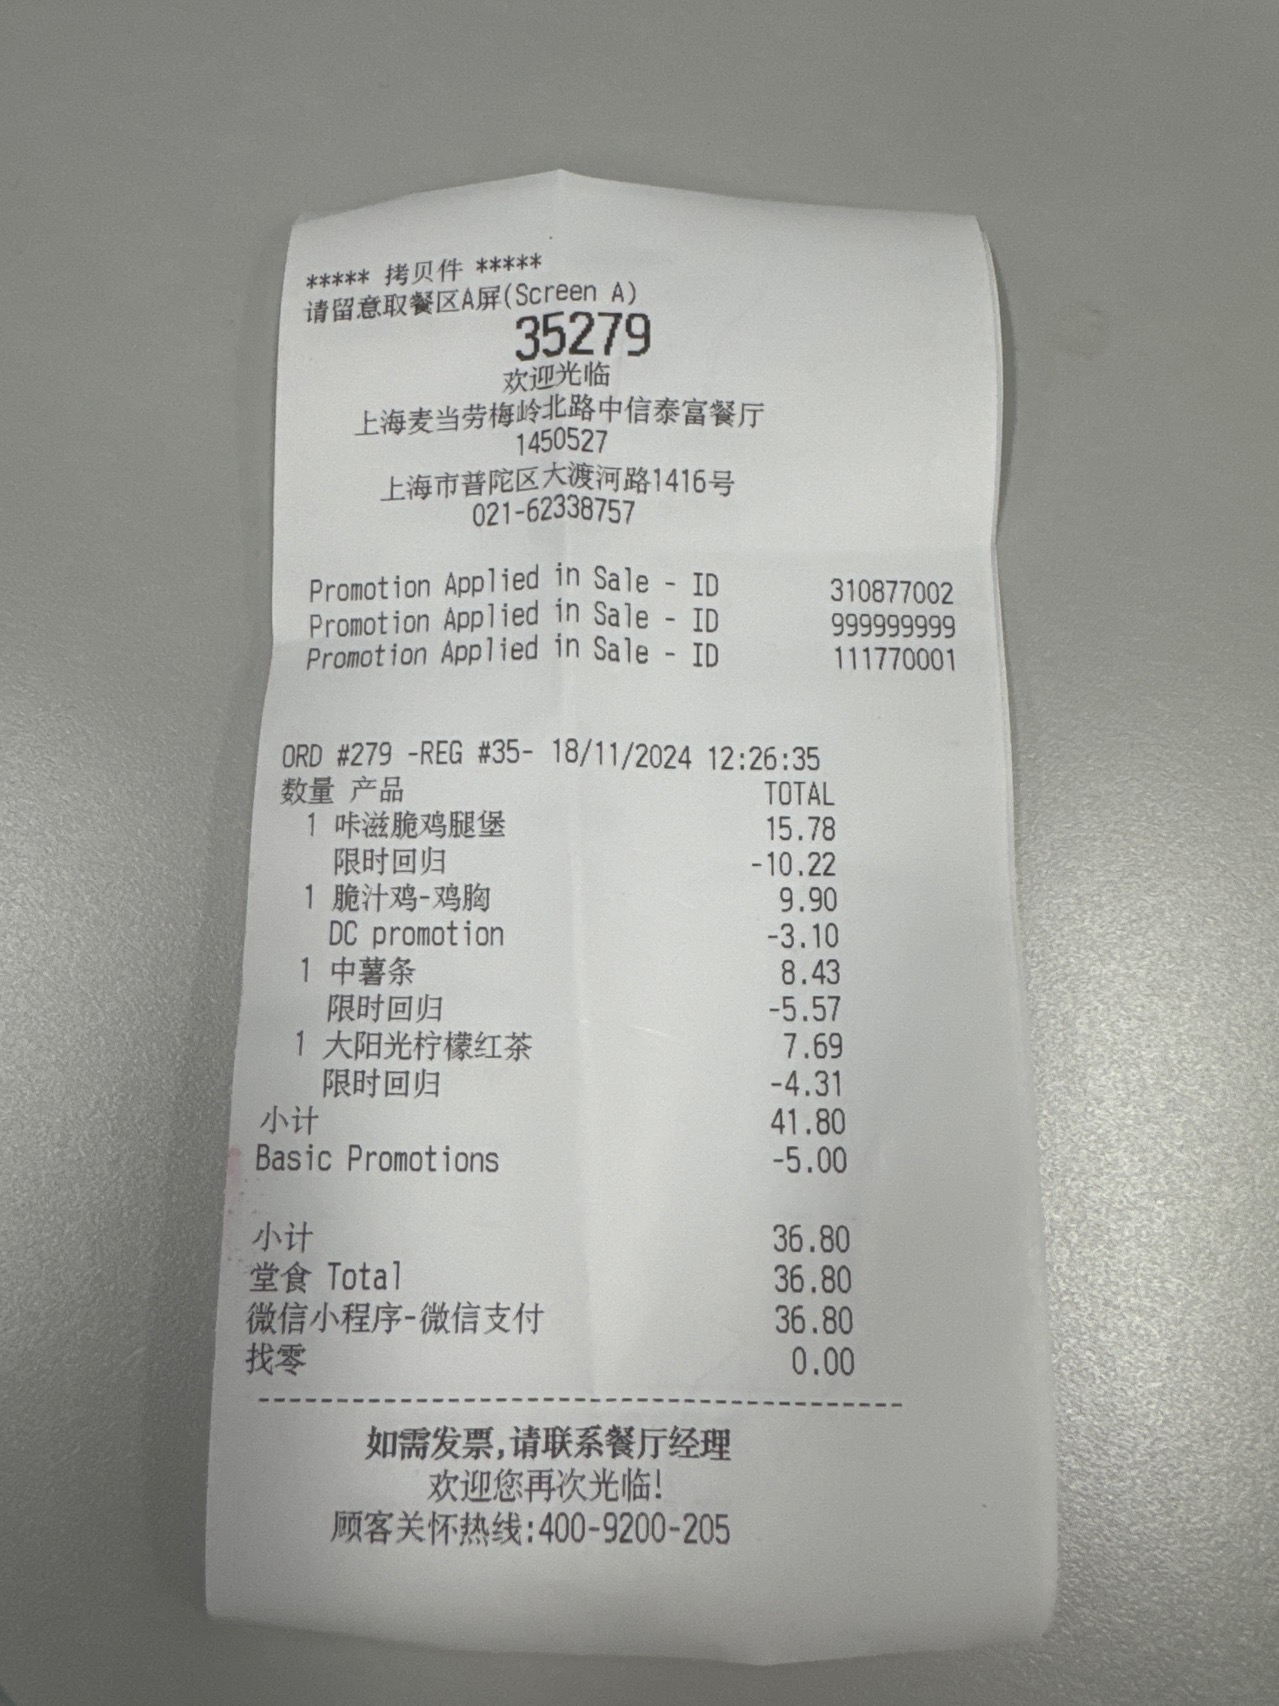 ***** 拷贝件 *****
请留意取餐区A屏(Screen A)
35279
欢迎光临
上海麦当劳梅岭北路中信泰富餐厅
1450527
上海市普陀区大渡河路1416号
021-62338757
Promotion Applied in Sale - ID 310877002
Promotion Applied in Sale - ID 999999999
Promotion Applied in Sale - ID 111770001
ORD #279 -REG #35- 18/11/2024 12:26:35
数量 产品 TOTAL
1 咔滋脆鸡腿堡 15.78
限时回归 -10.22
1 脆汁鸡-鸡胸 9.90
DC promotion -3.10
1 中薯条 8.43
限时回归 -5.57
1 大阳光柠檬红茶 7.69
限时回归 -4.31
小计 41.80
Basic Promotions -5.00
小计 36.80
堂食 Total 36.80
微信小程序-微信支付 36.80
找零 0.00
如需发票,请联系餐厅经理
欢迎您再次光临!
顾客关怀热线:400-9200-205